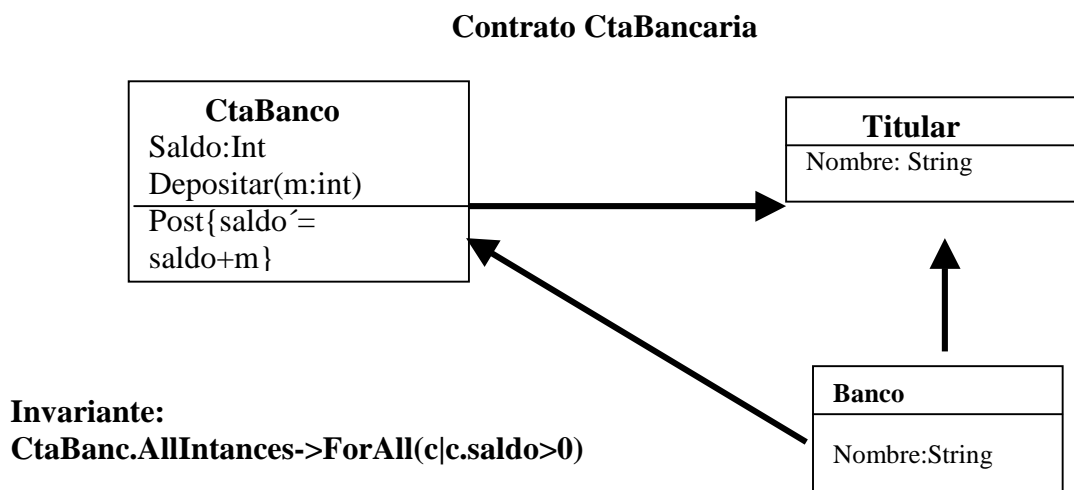 Contrato CtaBancaria
CtaBanco
Saldo:Int
Depositar(m:int)
Post{saldo´=
saldo+m}
Titular
Nombre: String
Banco
Nombre:String
Invariante:
CtaBanc.AllIntances->ForAll(c|c.saldo>0)